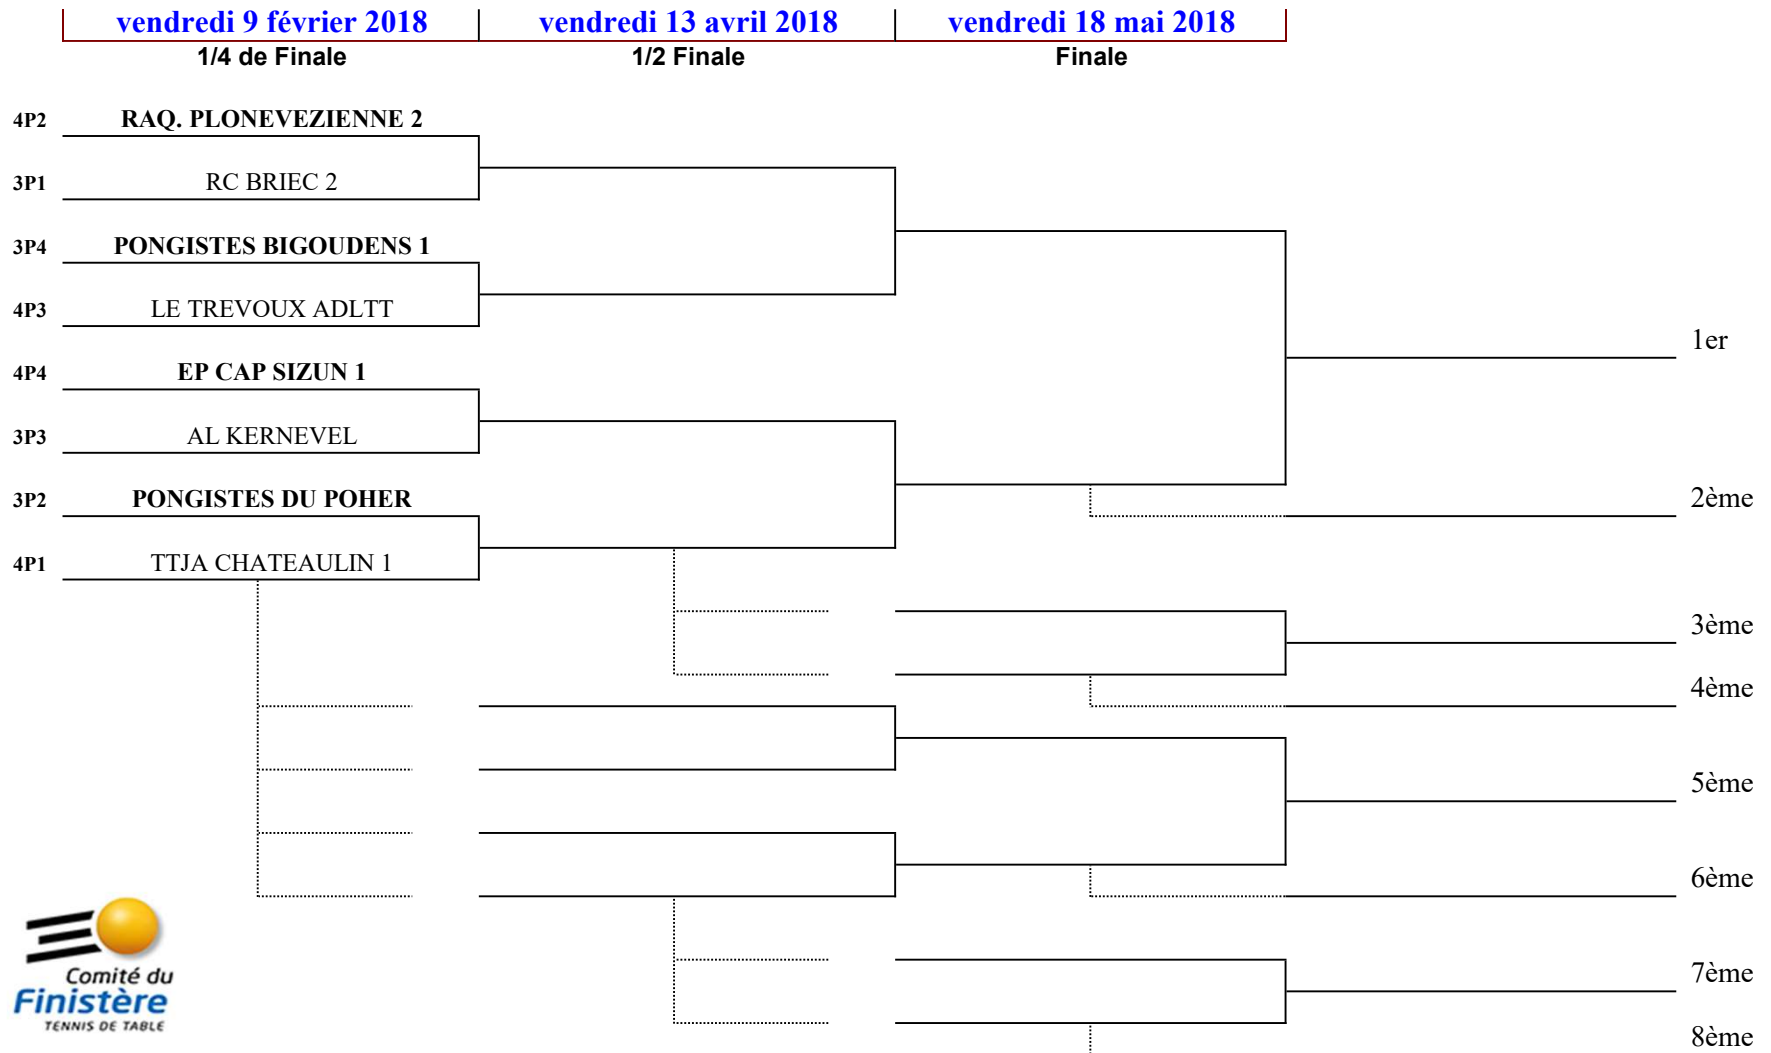 vendredi 9 février 2018 vendredi 13 avril 2018 vendredi 18 mai 2018
1/4 de Finale 1/2 Finale Finale
4P2 RAQ. PLONEVEZIENNE 2
3P1 RC BRIEC 2
3P4 PONGISTES BIGOUDENS 1
4P3 LE TREVOUX ADLTT
1er
4P4 EP CAP SIZUN 1
3P3 AL KERNEVEL
3P2 PONGISTES DU POHER
2ème
4P1 TTJA CHATEAULIN 1
3ème
4ème
5ème
6ème
7ème
8ème
Comité du
Finistère
TENNIS DE TABLE